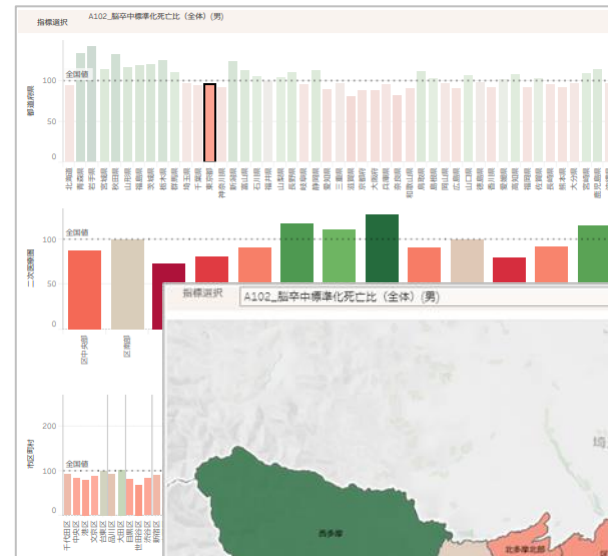 指標選択
A102_脳卒中標準化死亡比（全体）(男)
都道府県
全国値
100
50
0
北海道
青森県
岩手県
宮城県
秋田県
山形県
福島県
茨城県
栃木県
群馬県
埼玉県
千葉県
東京都
神奈川県
新潟県
富山県
石川県
福井県
山梨県
長野県
岐阜県
静岡県
愛知県
三重県
滋賀県
京都府
大阪府
兵庫県
奈良県
和歌山県
鳥取県
島根県
岡山県
広島県
山口県
徳島県
香川県
愛媛県
高知県
福岡県
佐賀県
長崎県
熊本県
大分県
宮崎県
鹿児島県
二次医療圏
全国値
100
50
0
区中央部
区南部
市区町村
200
全国値
100
0
千代田区
中央区
港区
文京区
台東区
品川区
大田区
目黒区
世田谷区
渋谷区
新宿区
指標選択
A102_脳卒中標準化死亡比（全体）(男)
埼
西多摩
北多摩北部